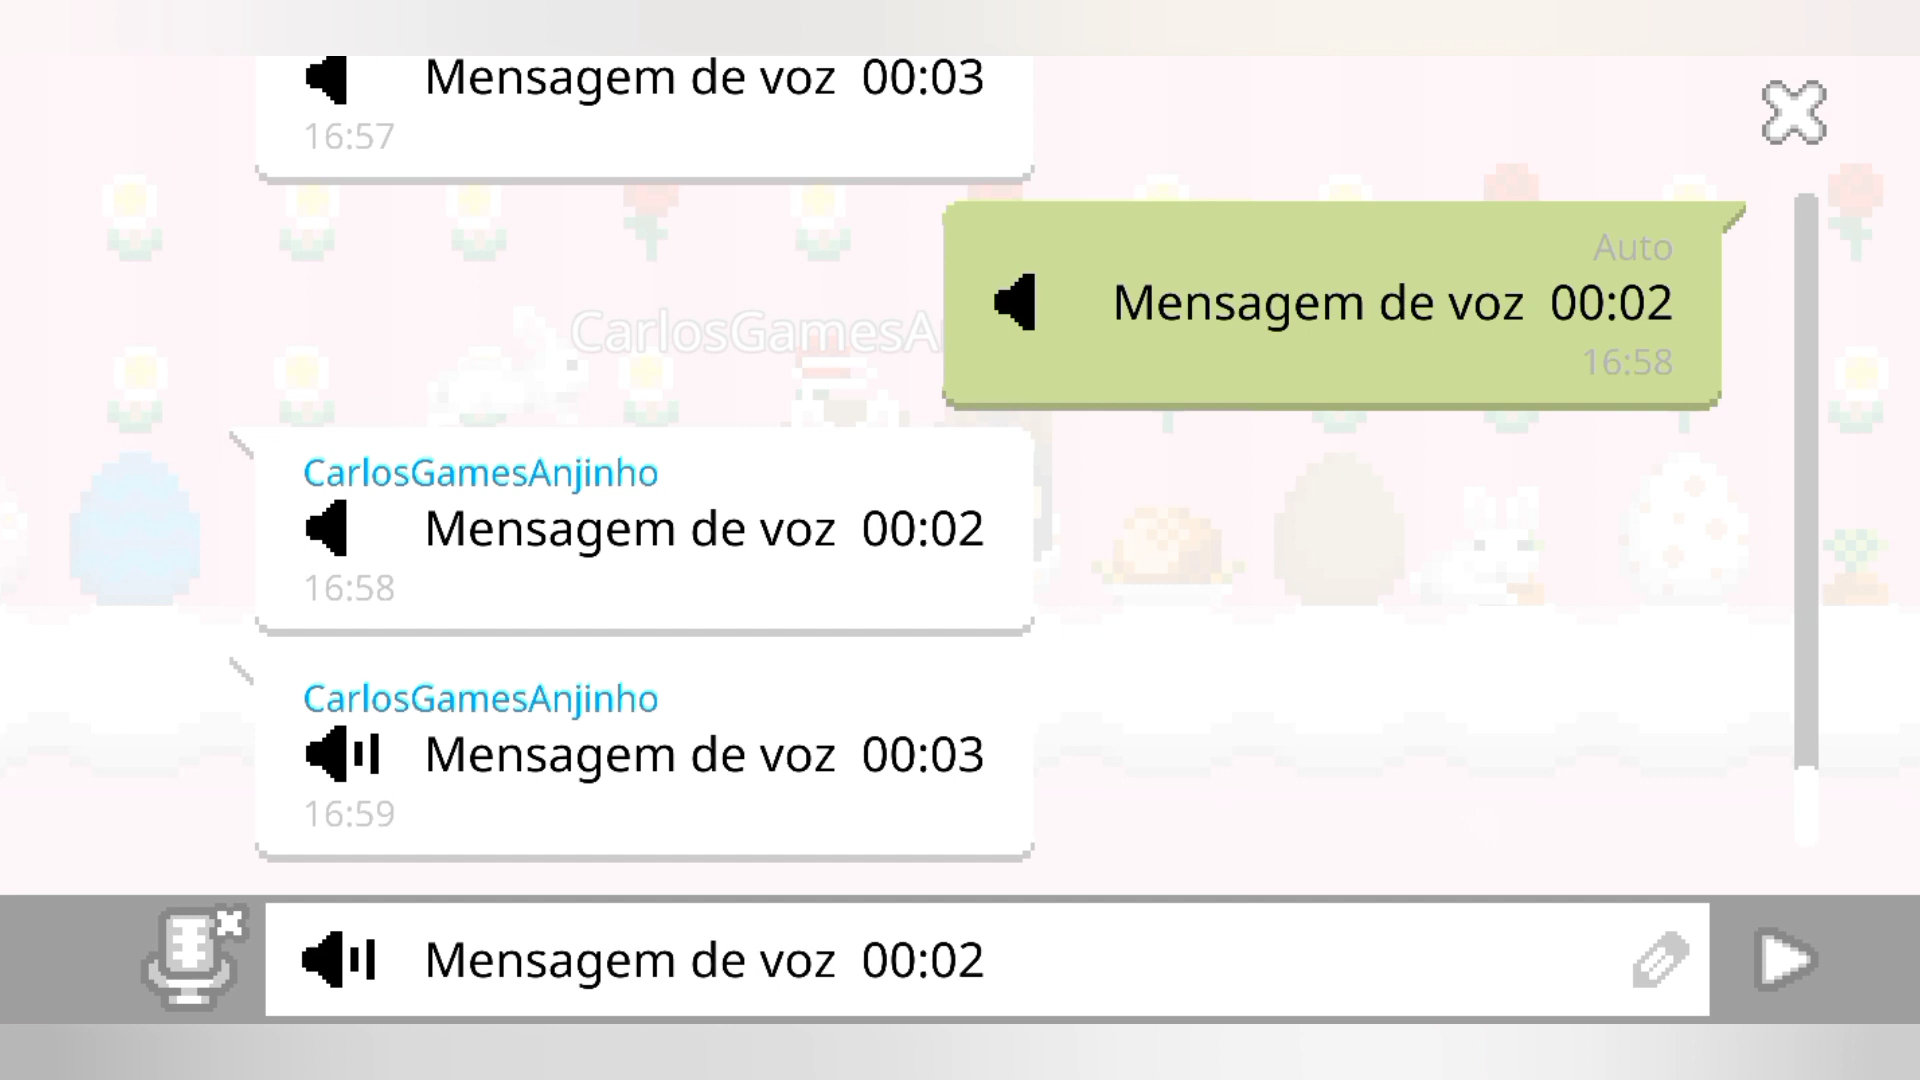 Mensagem de voz 00:03
16:57
Auto
Mensagem de voz 00:02
16:58
CarlosGamesA
CarlosGamesAnjinho
Mensagem de voz 00:02
16:58
CarlosGamesAnjinho
Mensagem de voz 00:03
16:59
Mensagem de voz 00:02